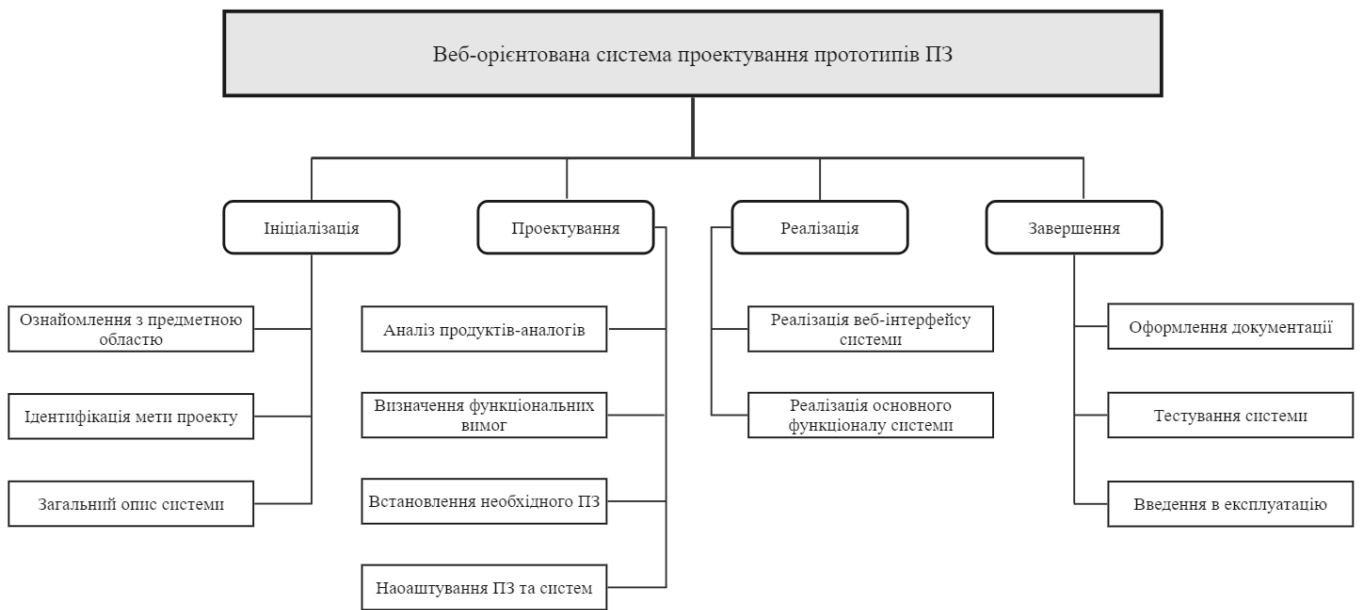 Веб-орієнтована система проектування прототипів ПЗ
Ініціалізація
Проектування
Реалізація
Завершення
Ознайомлення з предметною
областю
Ідентифікація мети проекту
Загальний опис системи
Аналіз продуктів-аналогів
Визначення функціональних
вимог
Встановлення необхідного ПЗ
Наоаштування ПЗ та систем
Реалізація веб-інтерфейсу
системи
Реалізація основного
функціоналу системи
Оформлення документації
Тестування системи
Введення в експлуатацію